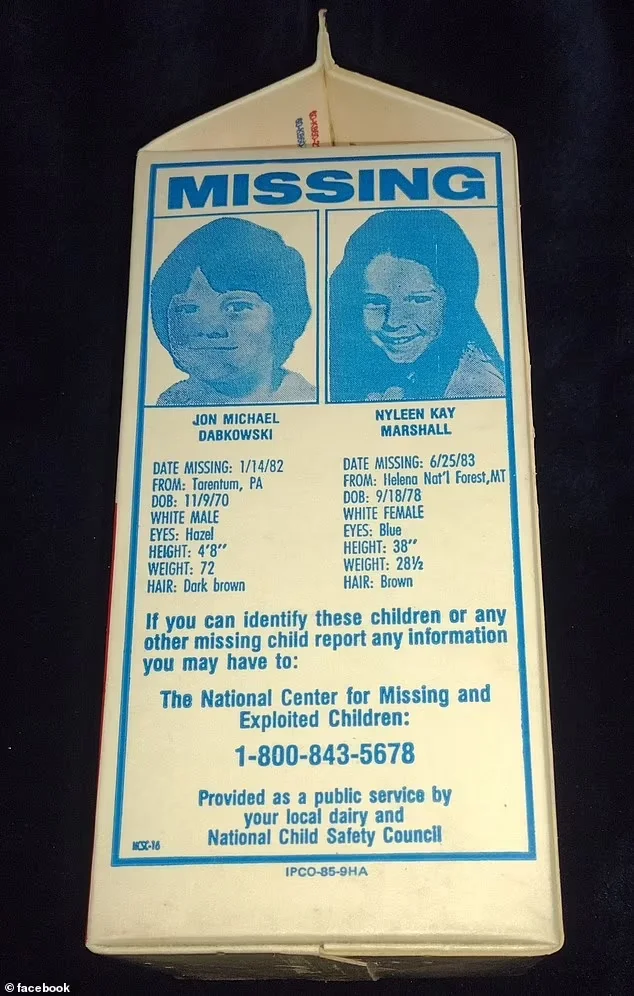 MISSING
JON MICHAEL
DABKOWSKI
DATE MISSING: 1/14/82
FROM: Tarentum, PA
DOB: 11/9/70
WHITE MALE
EYES: Hazel
HEIGHT: 4'8"
WEIGHT: 72
HAIR: Dark brown
NYLEEN KAY
MARSHALL
DATE MISSING: 6/25/83
FROM: Helena Nat'l Forest,MT
DOB: 9/18/78
WHITE FEMALE
EYES: Blue
HEIGHT: 38"
WEIGHT: 28½
HAIR: Brown
If you can identify these children or any
other missing child report any information
you may have to:
The National Center for Missing and
Exploited Children:
1-800-843-5678
Provided as a public service by
your local dairy and
National Child Safety Council
NCSC-16
IPCO-85-9HA
© facebook